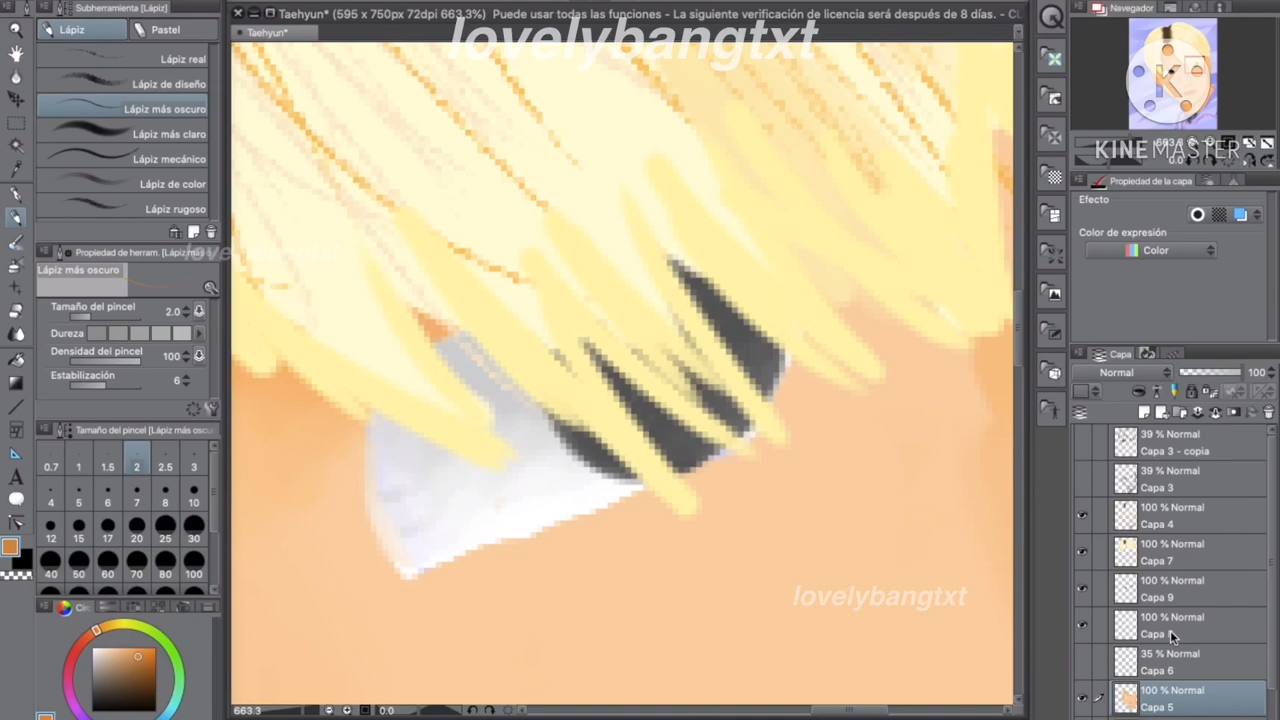 Subherramienta [Lápiz]
Taehyun* (595 x 750px 72dpi 663.3%) Puede usar todas las funciones - La siguiente verificación de licencia será después de 8 días. - CL
Navegador
Lápiz
Pastel
Taehyun*
lovelybangtxt
Lápiz real
Lápiz de diseño
Lápiz más oscuro
Lápiz más claro
Lápiz mecánico
Lápiz de color
Lápiz rugoso
K
KINEMASTER
0.0
Propiedad de la capa
Efecto
Color de expresión
Color
Propiedad de herram. [Lápiz más
Lápiz más oscuro
Tamaño del pincel 2.0
Dureza
Densidad del pincel 100
Estabilización 6
Tamaño del pincel [Lápiz más oscu
0.7 1 1.5 2 2.5 3
4 5 6 7 8 10
12 15 17 20 25 30
40 50 60 70 80 100
Capa
Normal 100
39 % Normal
Capa 3 - copia
39 % Normal
Capa 3
100 % Normal
Capa 4
100 % Normal
Capa 7
100 % Normal
Capa 9
100 % Normal
Capa
35 % Normal
Capa 6
100 % Normal
Capa 5
lovelybangtxt
663.3
0.0